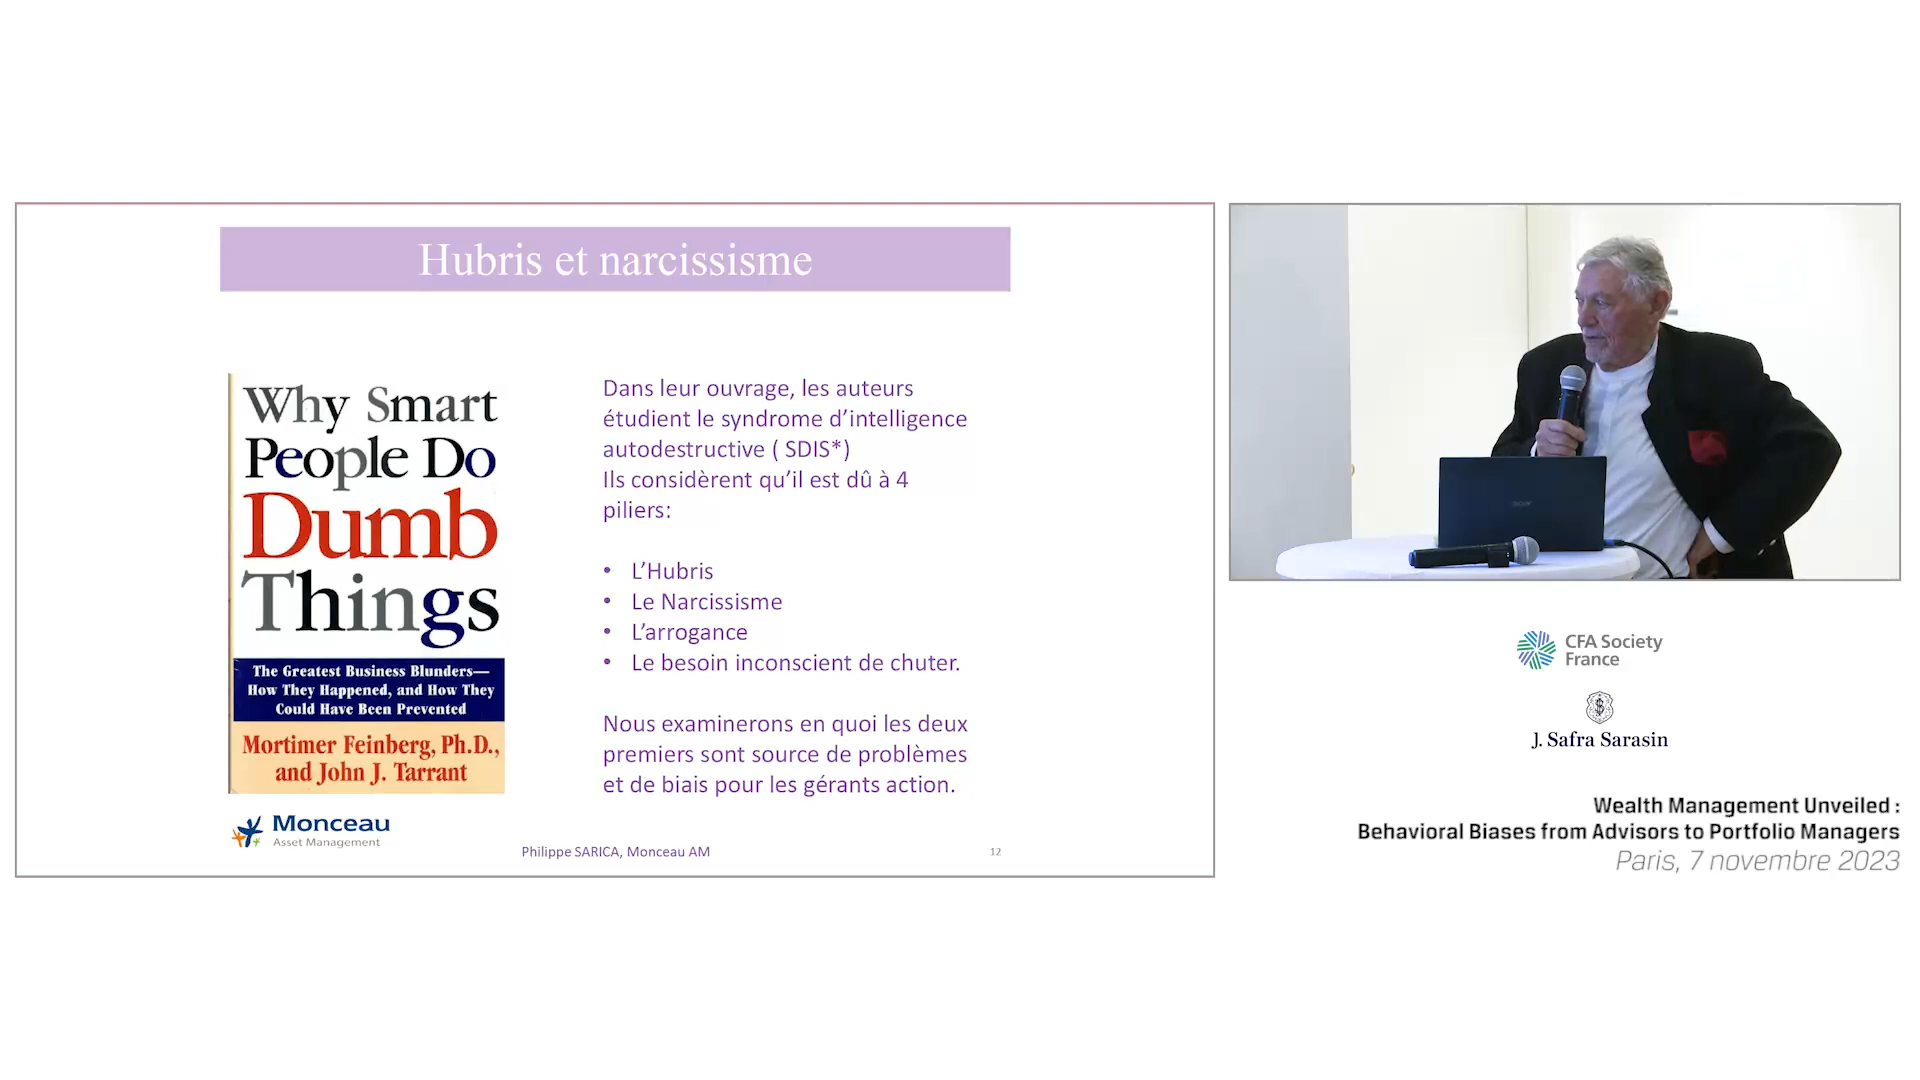 Hubris et narcissisme
Why Smart
People Do
Dumb
Things
The Greatest Business Blunders—
How They Happened, and How They
Could Have Been Prevented
Mortimer Feinberg, Ph.D.,
and John J. Tarrant
Dans leur ouvrage, les auteurs
étudient le syndrome d’intelligence
autodestructive ( SDIS*)
Ils considèrent qu’il est dû à 4
piliers:
• L’Hubris
• Le Narcissisme
• L’arrogance
• Le besoin inconscient de chuter.
Nous examinerons en quoi les deux
premiers sont source de problèmes
et de biais pour les gérants action.
Monceau
Asset Management
Philippe SARICA, Monceau AM
12
CFA Society
France
J. Safra Sarasin
Wealth Management Unveiled :
Behavioral Biases from Advisors to Portfolio Managers
Paris, 7 novembre 2023